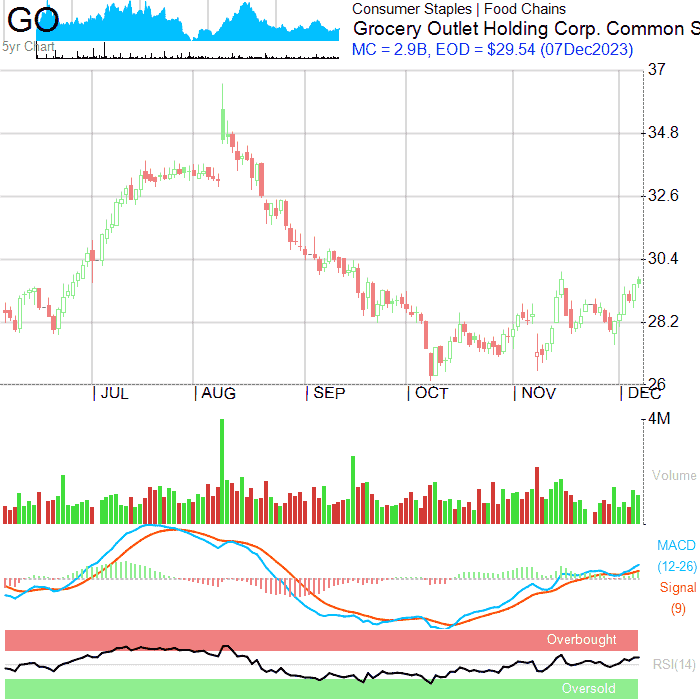 GO
5yr Chart
Consumer Staples | Food Chains
Grocery Outlet Holding Corp. Common S
MC = 2.9B, EOD = $29.54 (07Dec2023)
37
34.8
32.6
30.4
28.2
26
JUL AUG SEP OCT NOV DEC
4M
Volume
MACD
(12-26)
Signal
(9)
Overbought
RSI(14)
Oversold